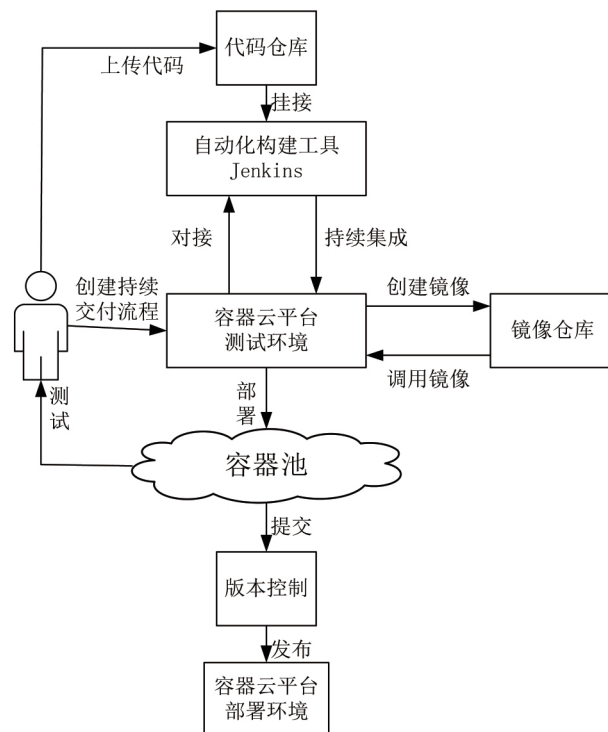 代码仓库
上传代码
挂接
自动化构建工具
Jenkins
对接
持续集成
创建持续
交付流程
容器云平台
测试环境
创建镜像
镜像仓库
调用镜像
测
试
部
署
容器池
提交
版本控制
发布
容器云平台
部署环境